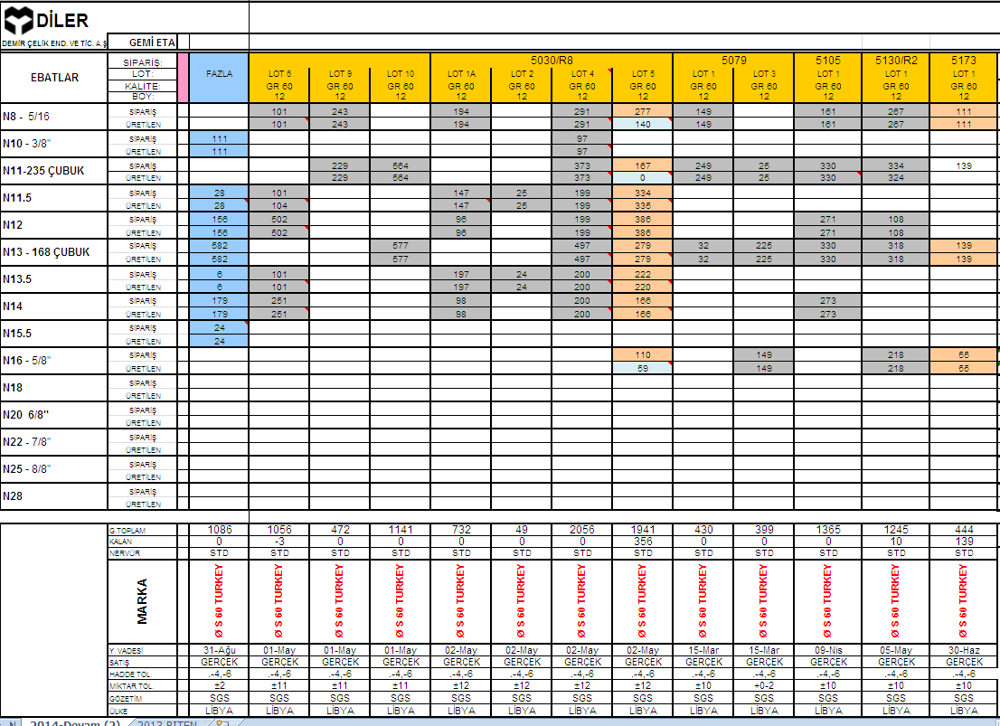 DİLER
DEMİR ÇELİK END. VE TİC. A.Ş
GEMİ ETA
EBATLAR
SİPARİŞ: 5030/R8 5079 5105 5130/R2 5173
LOT: FAZLA LOT 6 LOT 9 LOT 10 LOT 1A LOT 2 LOT 4 LOT 5 LOT 1 LOT 3 LOT 1 LOT 1 LOT 1
KALİTE: GR 60 GR 60 GR 60 GR 60 GR 60 GR 60 GR 60 GR 60 GR 60 GR 60 GR 60 GR 60
BOY: 12 12 12 12 12 12 12 12 12 12 12 12
N8 - 5/16
SİPARİŞ 101 243 194 291 277 149 161 267 111
ÜRETİLEN 101 243 194 291 140 149 161 267 111
N10 - 3/8"
SİPARİŞ 111 97
ÜRETİLEN 111 97
N11-235 ÇUBUK
SİPARİŞ 229 564 373 167 249 25 330 334 139
ÜRETİLEN 229 564 373 0 249 25 330 324
N11.5
SİPARİŞ 28 101 147 25 199 334
ÜRETİLEN 28 104 147 25 199 335
N12
SİPARİŞ 156 502 96 199 386 271 108
ÜRETİLEN 156 502 96 199 386 271 108
N13 - 168 ÇUBUK
SİPARİŞ 582 577 497 279 32 225 330 318 139
ÜRETİLEN 582 577 497 279 32 225 330 318 139
N13.5
SİPARİŞ 6 101 197 24 200 222
ÜRETİLEN 6 101 197 24 200 220
N14
SİPARİŞ 179 251 98 200 166 273
ÜRETİLEN 179 251 98 200 166 273
N15.5
SİPARİŞ 24
ÜRETİLEN 24
N16 - 5/8"
SİPARİŞ 110 149 218 55
ÜRETİLEN 59 149 218 55
N18
SİPARİŞ
ÜRETİLEN
N20 6/8"
SİPARİŞ
ÜRETİLEN
N22 - 7/8"
SİPARİŞ
ÜRETİLEN
N25 - 8/8"
SİPARİŞ
ÜRETİLEN
N28
SİPARİŞ
ÜRETİLEN
G.TOPLAM 1086 1056 472 1141 732 49 2056 1941 430 399 1365 1245 444
KALAN 0 -3 0 0 0 0 0 356 0 0 0 10 139
NERVÜR STD STD STD STD STD STD STD STD STD STD STD STD STD
MARKA Ø S 60 TURKEY Ø S 60 TURKEY Ø S 60 TURKEY Ø S 60 TURKEY Ø S 60 TURKEY Ø S 60 TURKEY Ø S 60 TURKEY Ø S 60 TURKEY Ø S 60 TURKEY Ø S 60 TURKEY Ø S 60 TURKEY Ø S 60 TURKEY Ø S 60 TURKEY
Y. VADESİ 31-Ağu 01-May 01-May 01-May 02-May 02-May 02-May 02-May 15-Mar 15-Mar 09-Nis 05-May 30-Haz
SATIŞ GERÇEK GERÇEK GERÇEK GERÇEK GERÇEK GERÇEK GERÇEK GERÇEK GERÇEK GERÇEK GERÇEK GERÇEK GERÇEK
HADDE TOL. .-4,-6 .-4,-6 .-4,-6 .-4,-6 .-4,-6 .-4,-6 .-4,-6 .-4,-6 .-4,-6 .-4,-6 .-4,-6 .-4,-6 .-4,-6
MİKTAR TOL. ±2 ±11 ±11 ±11 ±12 ±12 ±12 ±12 ±10 +0-2 ±10 ±10 ±10
GÖZETİM SGS SGS SGS SGS SGS SGS SGS SGS SGS SGS SGS SGS SGS
ÜLKE LİBYA LİBYA LİBYA LİBYA LİBYA LİBYA LİBYA LİBYA LİBYA LİBYA LİBYA LİBYA LİBYA
2014-Devam (2) 2013 BITEN